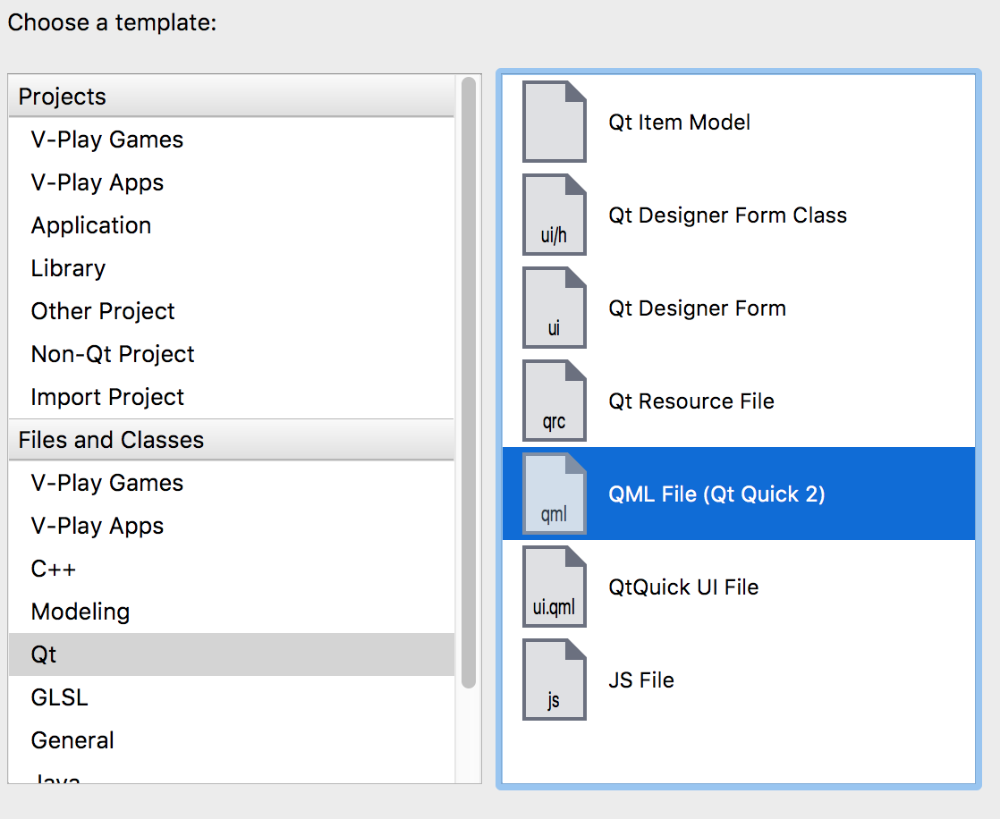 Choose a template:
Projects
V-Play Games
V-Play Apps
Application
Library
Other Project
Non-Qt Project
Import Project
Files and Classes
V-Play Games
V-Play Apps
C++
Modeling
Qt
GLSL
General
Java
Qt Item Model
ui/h
Qt Designer Form Class
ui
Qt Designer Form
qrc
Qt Resource File
qml
QML File (Qt Quick 2)
ui.qml
QtQuick UI File
js
JS File